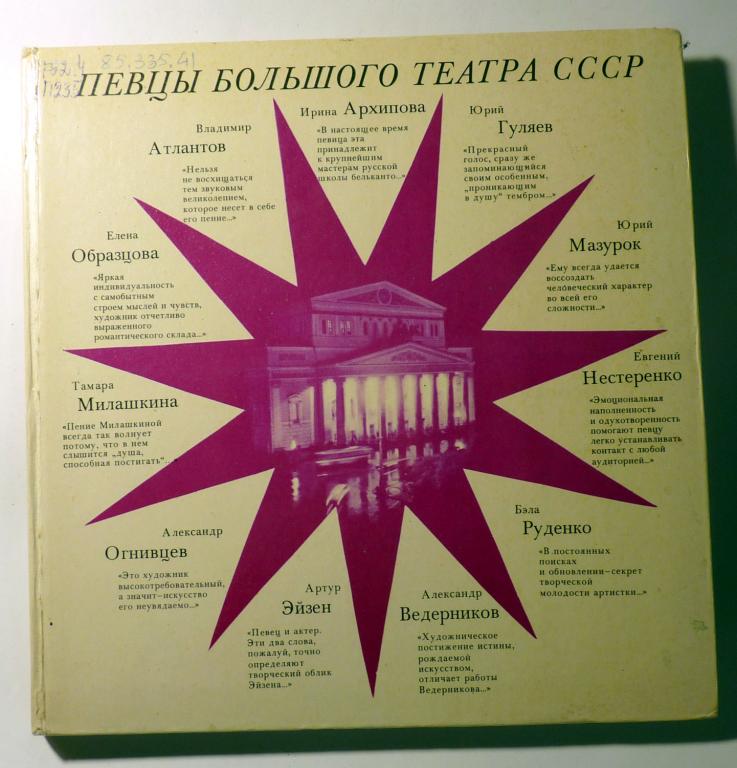 85.335.41
ПЕВЦЫ БОЛЬШОГО ТЕАТРА СССР
Владимир
Атлантов
«Нельзя
не восхищаться
тем звуковым
великолепием,
которое несет в себе
его пение...»
Ирина Архипова
«В настоящее время
певица эта
принадлежит
к крупнейшим
мастерам русской
школы бельканто...»
Юрий
Гуляев
«Прекрасный
голос, сразу же
запоминающийся
своим особенным,
„проникающим
в душу“ тембром...»
Елена
Образцова
«Яркая
индивидуальность
с самобытным
строем мыслей и чувств,
художник отчетливо
выраженного
романтического склада...»
Юрий
Мазурок
«Ему всегда удается
воссоздать
человеческий характер
во всей его
сложности...»
Тамара
Милашкина
«Пение Милашкиной
всегда так волнует
потому, что в нем
слышится „душа,
способная постигать“...»
Евгений
Нестеренко
«Эмоциональная
наполненность
и одухотворенность
помогают певцу
легко устанавливать
контакт с любой
аудиторией...»
Александр
Огнивцев
«Это художник
высокотребовательный,
а значит—искусство
его неувядаемо...»
Бэла
Руденко
«В постоянных
поисках
и обновлении—секрет
творческой
молодости артистки...»
Артур
Эйзен
«Певец и актер.
Эти два слова,
пожалуй, точно
определяют
творческий облик
Эйзена...»
Александр
Ведерников
«Художническое
постижение истины,
рождаемой
искусством,
отличает работы
Ведерникова...»